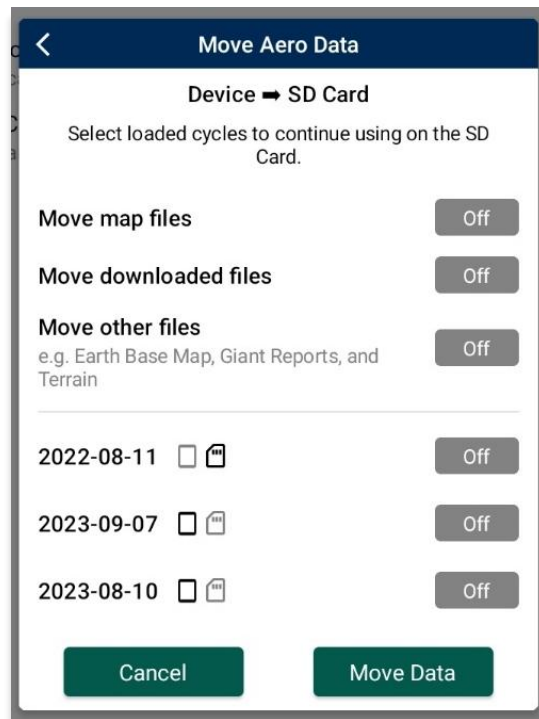 Move Aero Data
Device ➡ SD Card
Select loaded cycles to continue using on the SD
Card.
Move map files Off
Move downloaded files Off
Move other files
e.g. Earth Base Map, Giant Reports, and
Terrain
Off
2022-08-11 Off
2023-09-07 Off
2023-08-10 Off
Cancel Move Data